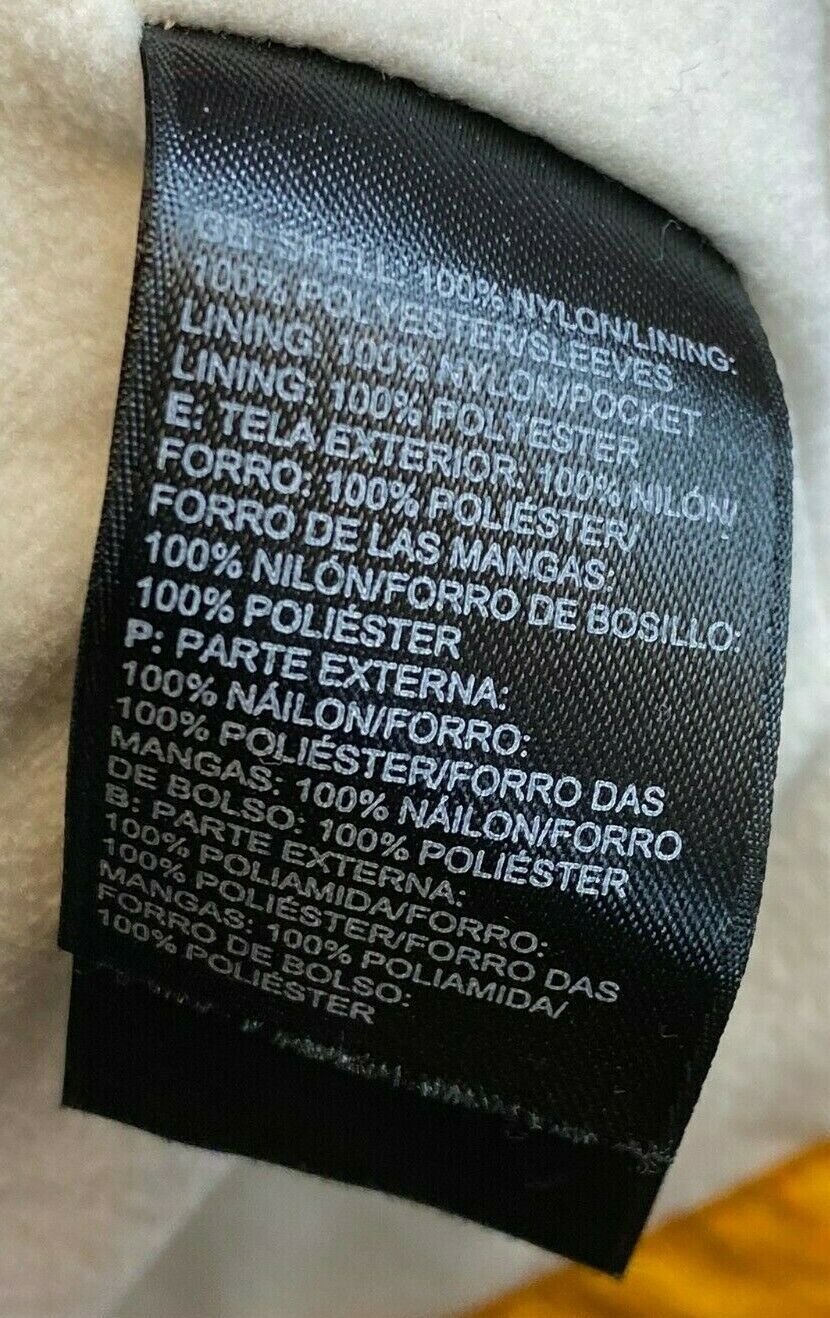 GB: SHELL: 100% NYLON/LINING:
100% POLYESTER/SLEEVES
LINING: 100% NYLON/POCKET
LINING: 100% POLYESTER
E: TELA EXTERIOR: 100% NILÓN/
FORRO: 100% POLIÉSTER/
FORRO DE LAS MANGAS:
100% NILÓN/FORRO DE BOSILLO:
100% POLIÉSTER
P: PARTE EXTERNA:
100% NÁILON/FORRO:
100% POLIÉSTER/FORRO DAS
MANGAS: 100% NÁILON/FORRO
DE BOLSO: 100% POLIÉSTER
B: PARTE EXTERNA:
100% POLIAMIDA/FORRO:
100% POLIÉSTER/FORRO DAS
MANGAS: 100% POLIAMIDA/
FORRO DE BOLSO:
100% POLIÉSTER